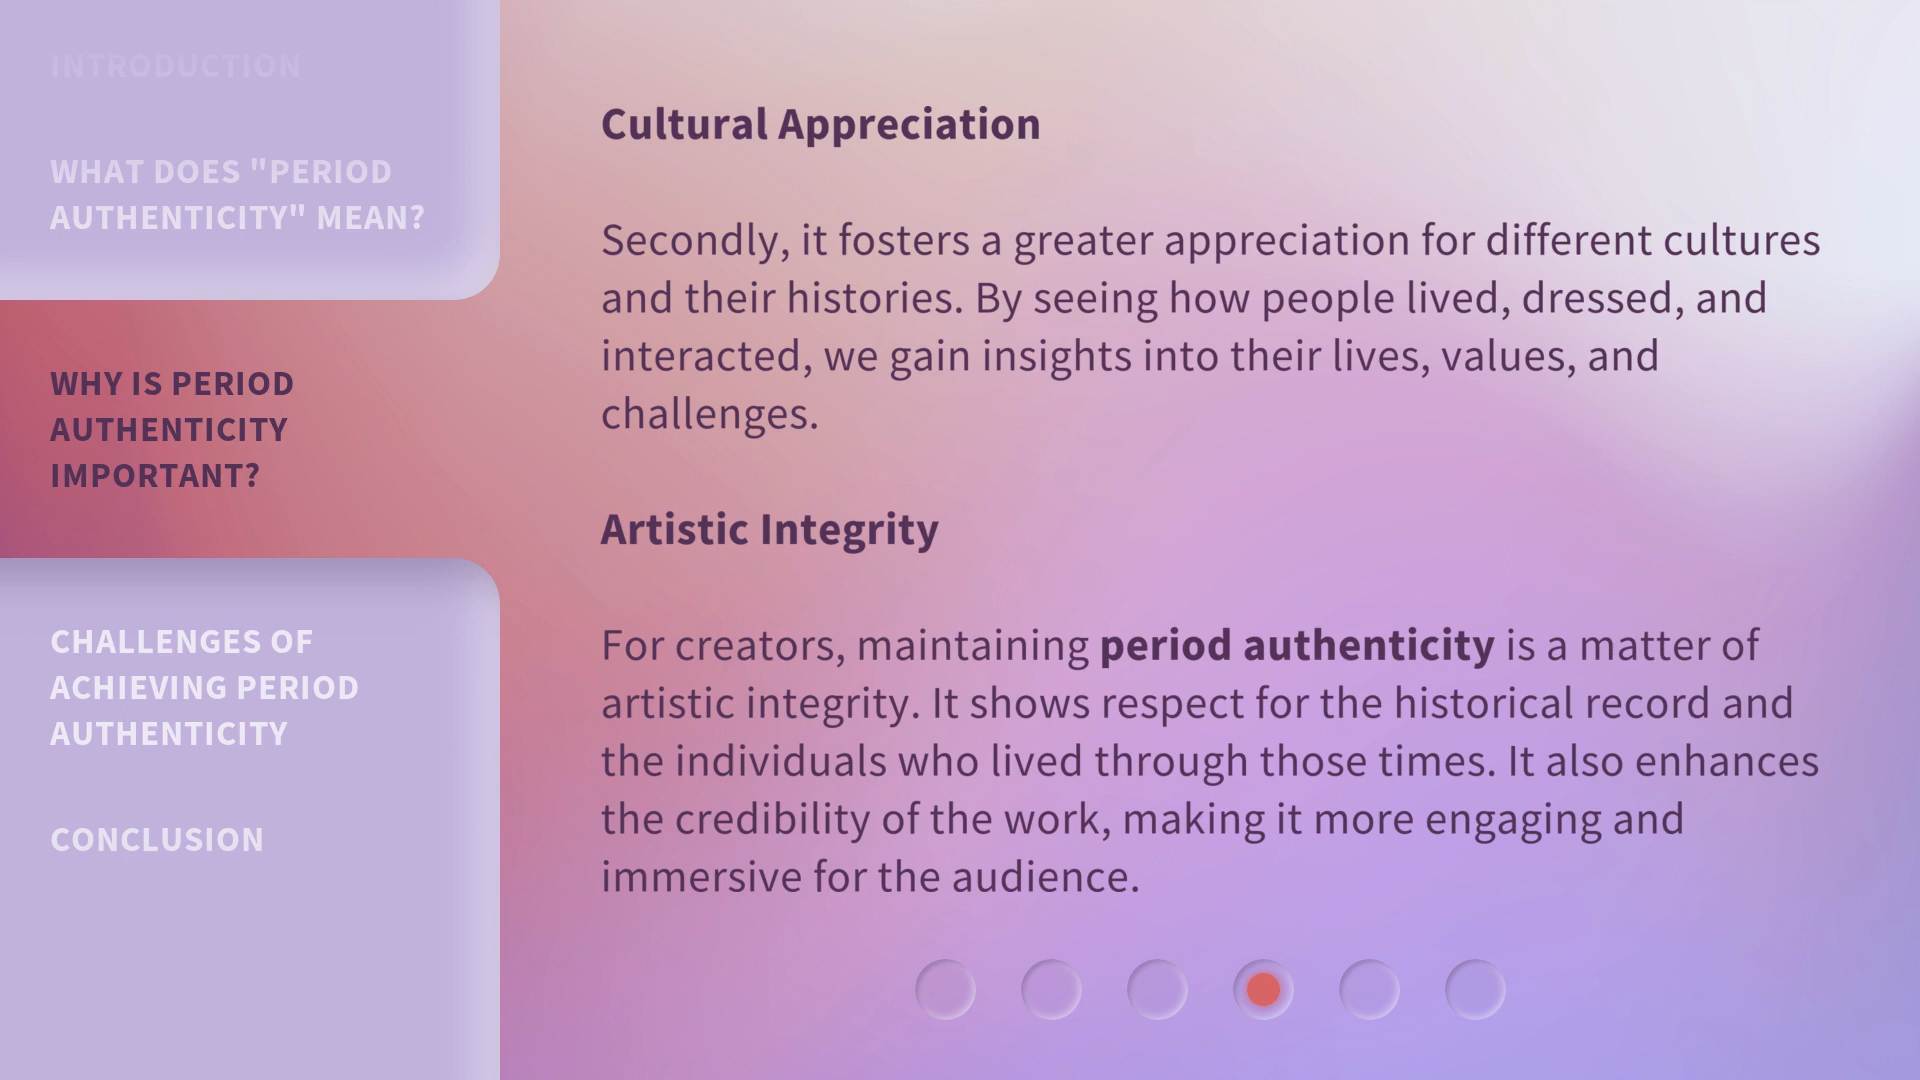 INTRODUCTION
WHAT DOES "PERIOD
AUTHENTICITY" MEAN?
WHY IS PERIOD
AUTHENTICITY
IMPORTANT?
CHALLENGES OF
ACHIEVING PERIOD
AUTHENTICITY
CONCLUSION
Cultural Appreciation
Secondly, it fosters a greater appreciation for different cultures
and their histories. By seeing how people lived, dressed, and
interacted, we gain insights into their lives, values, and
challenges.
Artistic Integrity
For creators, maintaining period authenticity is a matter of
artistic integrity. It shows respect for the historical record and
the individuals who lived through those times. It also enhances
the credibility of the work, making it more engaging and
immersive for the audience.